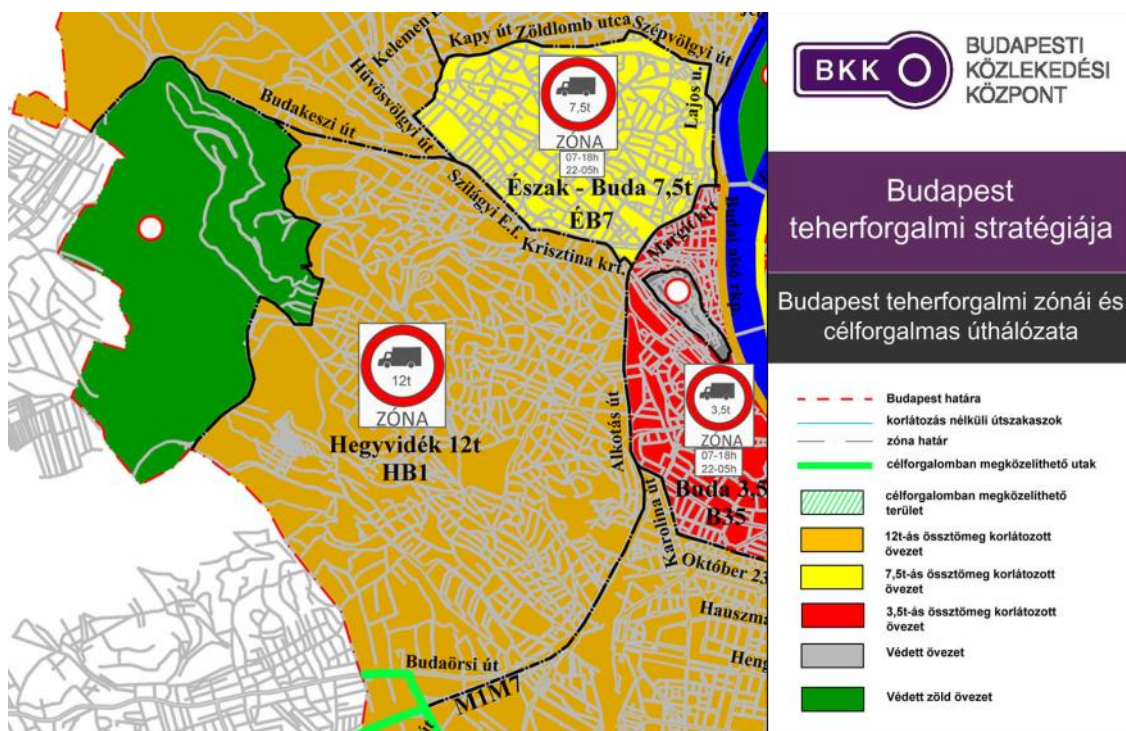 Kelemen
Kapy út
Zöldlomb utca
Szépvölgyi út
Hűvösvölgyi út
Budakeszi út
Lajos u.
7,5t
ZÓNA
07-18h
22-05h
Észak - Buda 7,5t
ÉB7
Szilágyi E.f.
Krisztina krt.
Margit krt.
Budai alsó rkp
12t
ZÓNA
Hegyvidék 12t
HB1
Alkotás út
3,5t
ZÓNA
07-18h
22-05h
Buda 3,5
B35
Karolina út
Október 23
Hauszma
Heng
Budaörsi út
M1M7
út
BKK
BUDAPESTI
KÖZLEKEDÉSI
KÖZPONT
Budapest
teherforgalmi stratégiája
Budapest teherforgalmi zónái és
célforgalmas úthálózata
Budapest határa
korlátozás nélküli útszakaszok
zóna határ
célforgalomban megközelíthető utak
célforgalomban megközelíthető
terület
12t-ás össztömeg korlátozott
övezet
7,5t-ás össztömeg korlátozott
övezet
3,5t-ás össztömeg korlátozott
övezet
Védett övezet
Védett zöld övezet